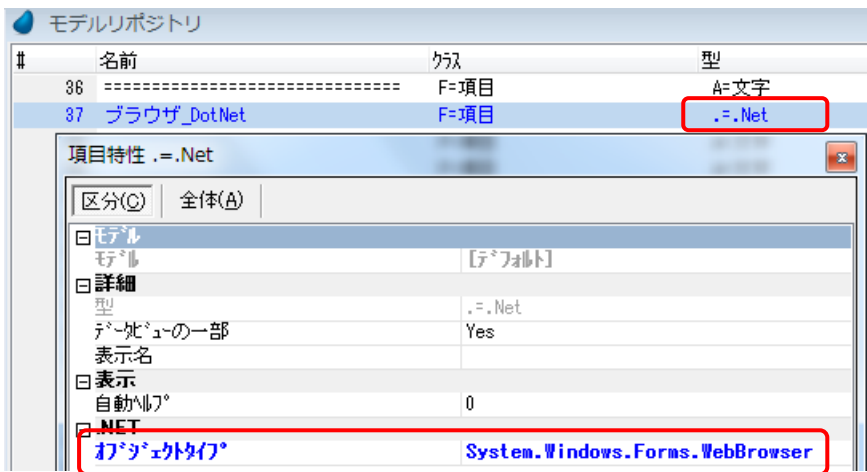 モデルリポジトリ
# 名前 ｸﾗｽ 型
36 =============================== F=項目 A=文字
37 ブラウザ_DotNet F=項目 .=.Net
項目特性 .=.Net
区分(C) 全体(A)
ﾓﾃﾞﾙ
ﾓﾃﾞﾙ [ﾃﾞﾌｫﾙﾄ]
詳細
型 .=.Net
ﾃﾞｰﾀﾋﾞｭｰの一部 Yes
表示名
表示
自動ﾍﾙﾌﾟ 0
.NET
ｵﾌﾞｼﾞｪｸﾄﾀｲﾌﾟ System.Windows.Forms.WebBrowser